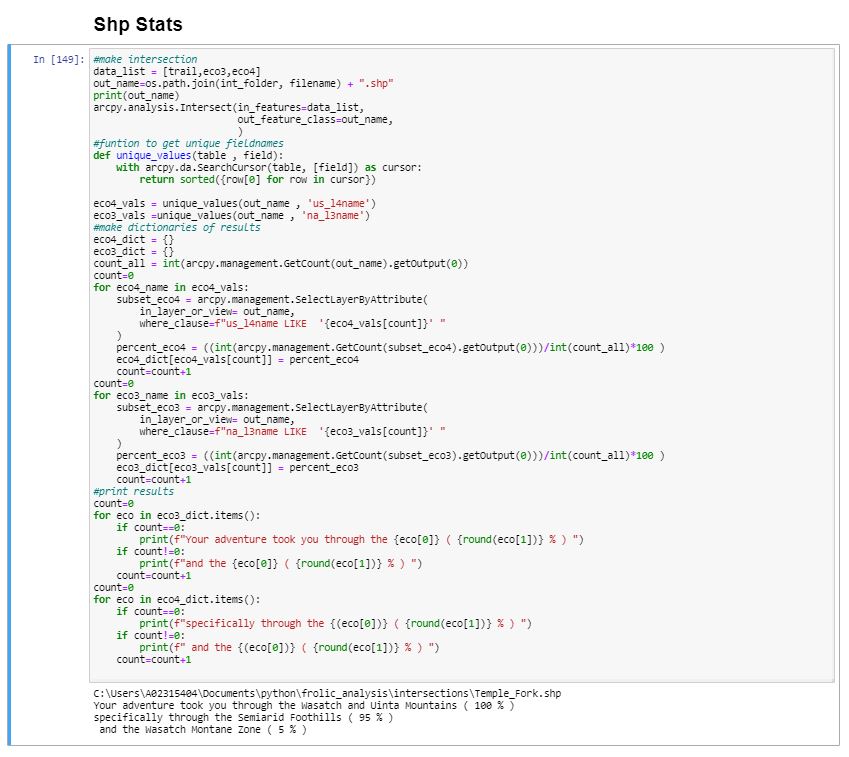 Shp Stats
In [149]:
#make intersection
data_list = [trail,eco3,eco4]
out_name=os.path.join(int_folder, filename) + ".shp"
print(out_name)
arcpy.analysis.Intersect(in_features=data_list,
                         out_feature_class=out_name,
                         )
#funtion to get unique fieldnames
def unique_values(table , field):
    with arcpy.da.SearchCursor(table, [field]) as cursor:
        return sorted({row[0] for row in cursor})

eco4_vals = unique_values(out_name , 'us_l4name')
eco3_vals =unique_values(out_name , 'na_l3name')
#make dictionaries of results
eco4_dict = {}
eco3_dict = {}
count_all = int(arcpy.management.GetCount(out_name).getOutput(0))
count=0
for eco4_name in eco4_vals:
    subset_eco4 = arcpy.management.SelectLayerByAttribute(
        in_layer_or_view= out_name,
        where_clause=f"us_l4name LIKE  '{eco4_vals[count]}' "
    )
    percent_eco4 = ((int(arcpy.management.GetCount(subset_eco4).getOutput(0)))/int(count_all)*100 )
    eco4_dict[eco4_vals[count]] = percent_eco4
    count=count+1
count=0
for eco3_name in eco3_vals:
    subset_eco3 = arcpy.management.SelectLayerByAttribute(
        in_layer_or_view= out_name,
        where_clause=f"na_l3name LIKE  '{eco3_vals[count]}' "
    )
    percent_eco3 = ((int(arcpy.management.GetCount(subset_eco3).getOutput(0)))/int(count_all)*100 )
    eco3_dict[eco3_vals[count]] = percent_eco3
    count=count+1
#print results
count=0
for eco in eco3_dict.items():
    if count==0:
        print(f"Your adventure took you through the {eco[0]} ( {round(eco[1])} % ) ")
    if count!=0:
        print(f"and the {eco[0]} ( {round(eco[1])} % ) ")
    count=count+1
count=0
for eco in eco4_dict.items():
    if count==0:
        print(f"specifically through the {(eco[0])} ( {round(eco[1])} % ) ")
    if count!=0:
        print(f" and the {(eco[0])} ( {round(eco[1])} % ) ")
    count=count+1
C:\Users\A02315404\Documents\python\frolic_analysis\intersections\Temple_Fork.shp
Your adventure took you through the Wasatch and Uinta Mountains ( 100 % )
specifically through the Semiarid Foothills ( 95 % )
 and the Wasatch Montane Zone ( 5 % )